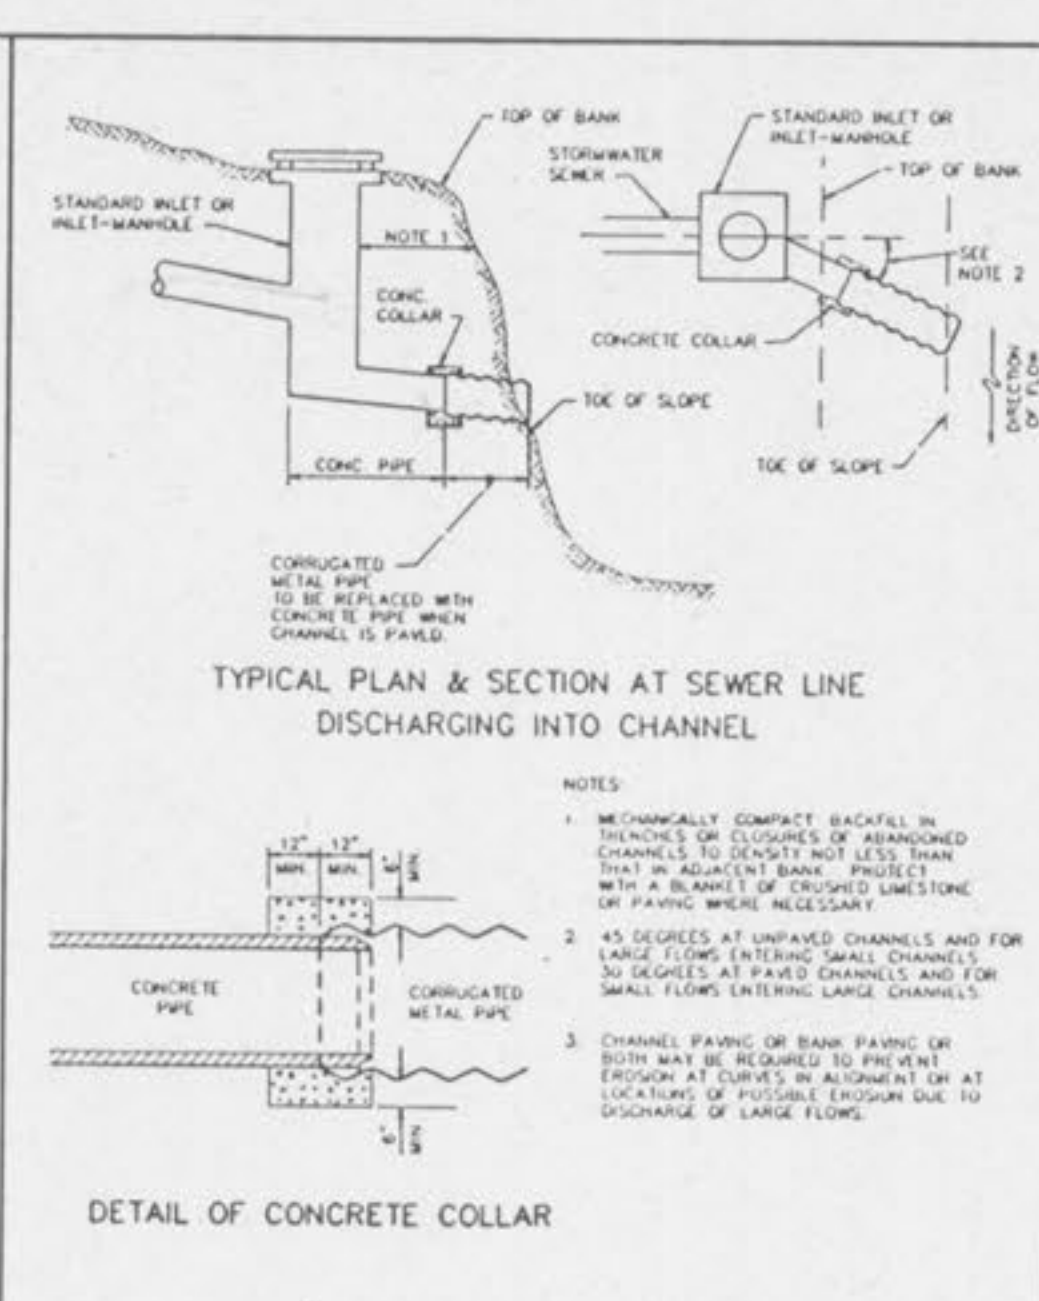 TOP OF BANK
STANDARD INLET OR
INLET-MANHOLE
NOTE 1
CONC.
COLLAR
TOE OF SLOPE
CONC. PIPE
CORRUGATED
METAL PIPE
TO BE REPLACED WITH
CONCRETE PIPE WHEN
CHANNEL IS PAVED.
STANDARD INLET OR
INLET-MANHOLE
STORMWATER
SEWER
TOP OF BANK
SEE
NOTE 2
CONCRETE COLLAR
DIRECTION
OF FLOW
TOE OF SLOPE
TYPICAL PLAN & SECTION AT SEWER LINE
DISCHARGING INTO CHANNEL
NOTES:
1. MECHANICALLY COMPACT BACKFILL IN
TRENCHES OR CLOSURES OF ABANDONED
CHANNELS TO DENSITY NOT LESS THAN
THAT IN ADJACENT BANK. PROTECT
WITH A BLANKET OF CRUSHED LIMESTONE
OR PAVING WHERE NECESSARY.
2. 45 DEGREES AT UNPAVED CHANNELS AND FOR
LARGE FLOWS ENTERING SMALL CHANNELS.
30 DEGREES AT PAVED CHANNELS AND FOR
SMALL FLOWS ENTERING LARGE CHANNELS.
3. CHANNEL PAVING OR BANK PAVING OR
BOTH MAY BE REQUIRED TO PREVENT
EROSION AT CURVES IN ALIGNMENT OR AT
LOCATIONS OF POSSIBLE EROSION DUE TO
DISCHARGE OF LARGE FLOWS.
12" 12"
MIN. MIN.
6"
MIN.
CONCRETE
PIPE
CORRUGATED
METAL PIPE
6"
MIN.
DETAIL OF CONCRETE COLLAR